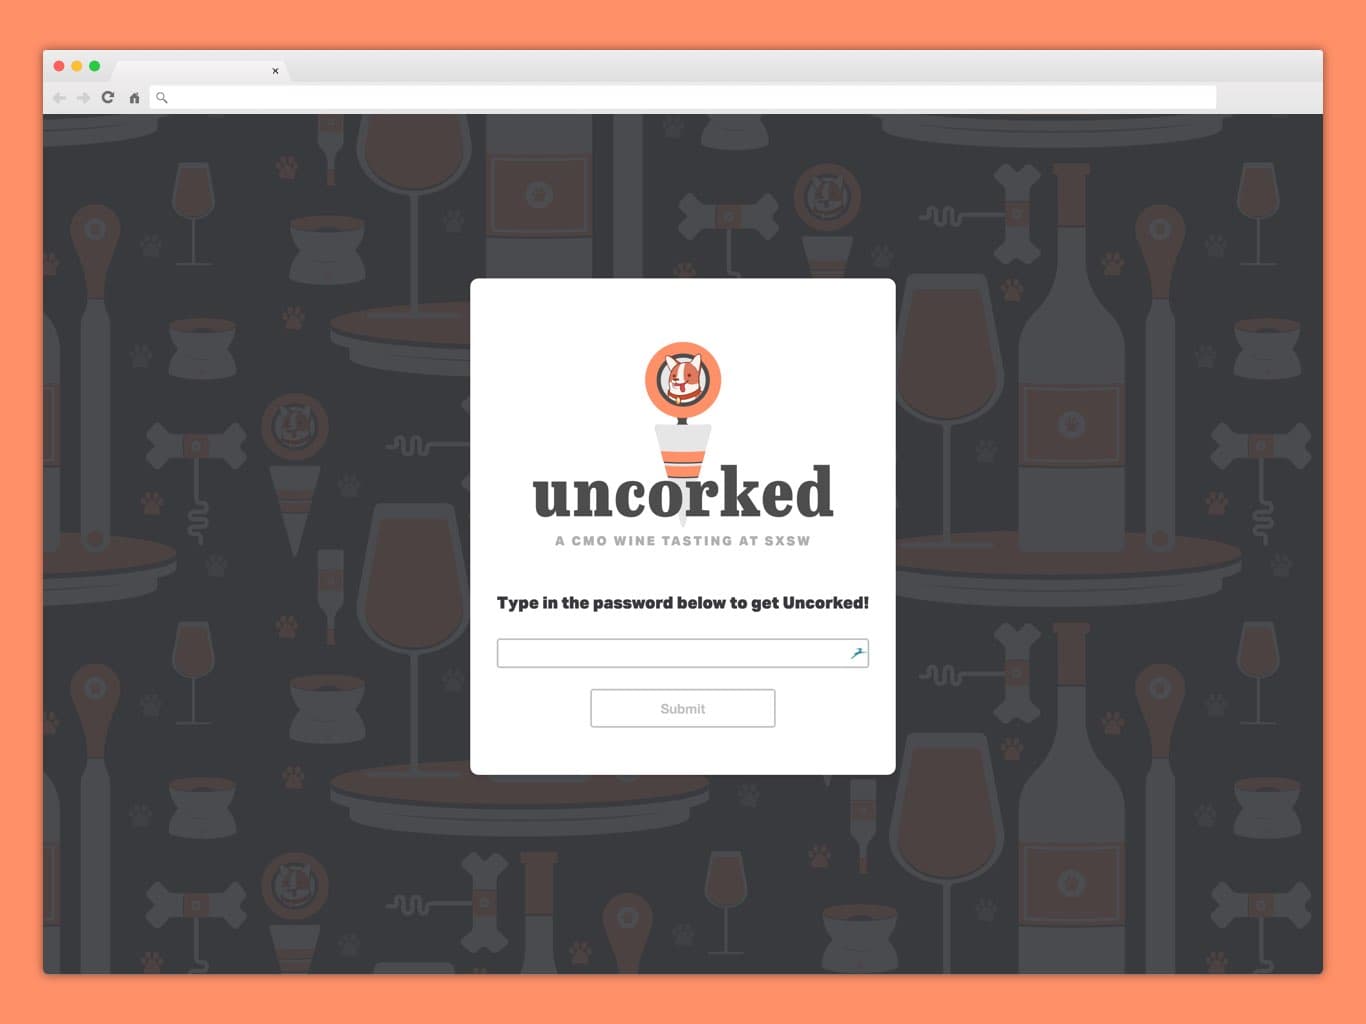 uncorked
A CMO WINE TASTING AT SXSW
Type in the password below to get Uncorked!
Submit